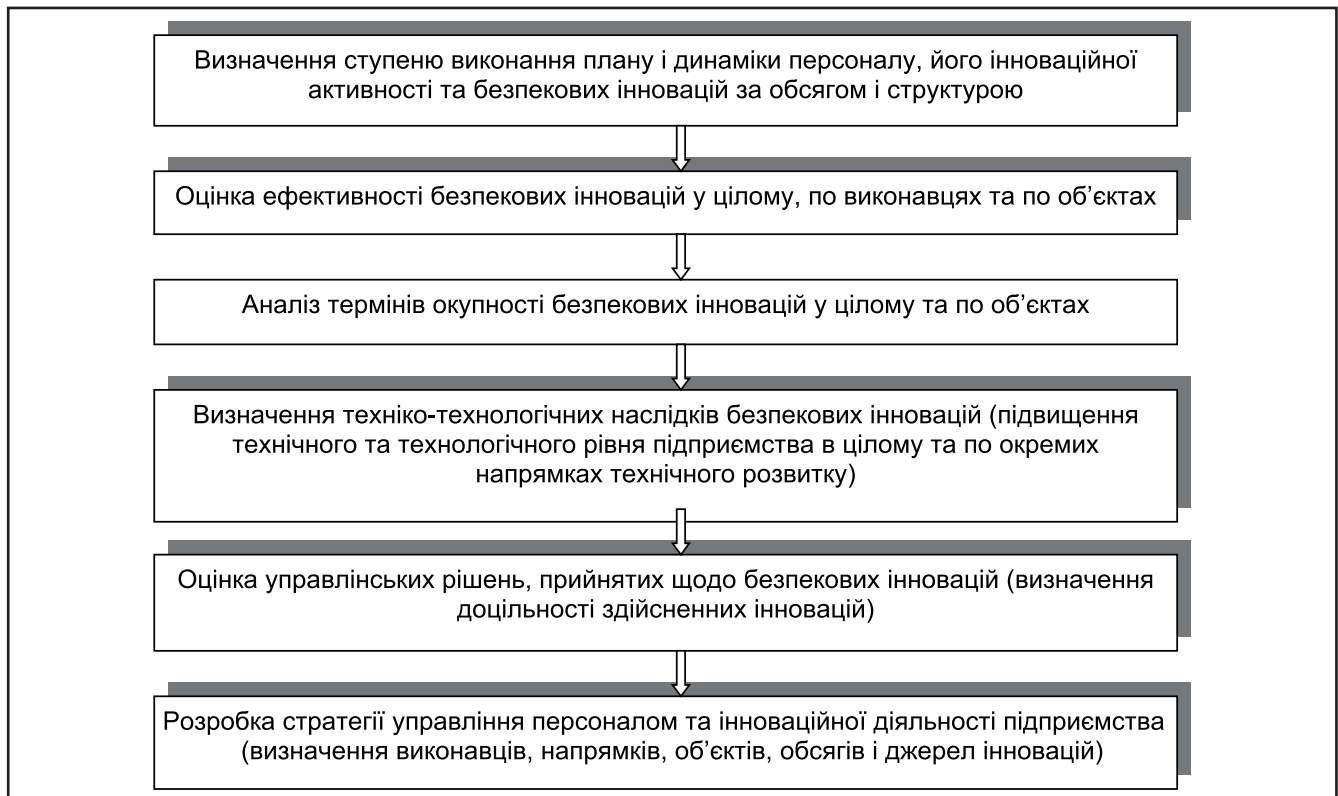 Визначення ступеню виконання плану і динаміки персоналу, його інноваційної
активності та безпекових інновацій за обсягом і структурою
Оцінка ефективності безпекових інновацій у цілому, по виконавцях та по об’єктах
Аналіз термінів окупності безпекових інновацій у цілому та по об’єктах
Визначення техніко-технологічних наслідків безпекових інновацій (підвищення
технічного та технологічного рівня підприємства в цілому та по окремих
напрямках технічного розвитку)
Оцінка управлінських рішень, прийнятих щодо безпекових інновацій (визначення
доцільності здійсненних інновацій)
Розробка стратегії управління персоналом та інноваційної діяльності підприємства
(визначення виконавців, напрямків, об’єктів, обсягів і джерел інновацій)